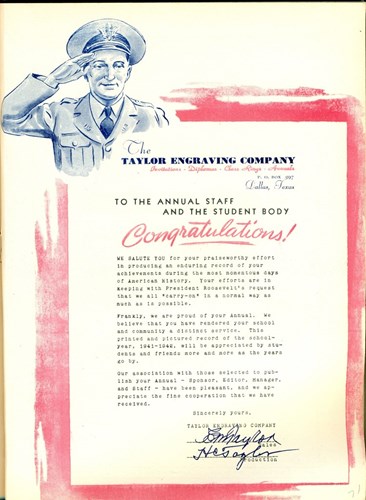 The
TAYLOR ENGRAVING COMPANY
Invitations - Diplomas - Class Rings - Annuals
P. O. BOX
Dallas, Texas
TO THE ANNUAL STAFF
AND THE STUDENT BODY
Congratulations!
WE SALUTE YOU for your praiseworthy effort
in producing an enduring record of your
achievements during the most momentous days
of American History. Your efforts are in
keeping with President Roosevelt's request
that we all "carry-on" in a normal way as
much as is possible.
Frankly, we are proud of your Annual. We
believe that you have rendered your school
and community a distinct service. This
printed and pictured record of the school-
year, 1941-1942, will be appreciated by stu-
dents and friends more and more as the years
go by.
Our association with those selected to pub-
lish your Annual - Sponsor, Editor, Manager,
and Staff - have been pleasant, and we ap-
preciate the fine cooperation that we have
received.
Sincerely yours,
TAYLOR ENGRAVING COMPANY
Taylor
Sales
Taylor
Production